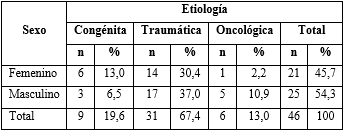 Sexo Etiología
Congénita Traumática Oncológica Total
n % n % n % n %
Femenino 6 13,0 14 30,4 1 2,2 21 45,7
Masculino 3 6,5 17 37,0 5 10,9 25 54,3
Total 9 19,6 31 67,4 6 13,0 46 100